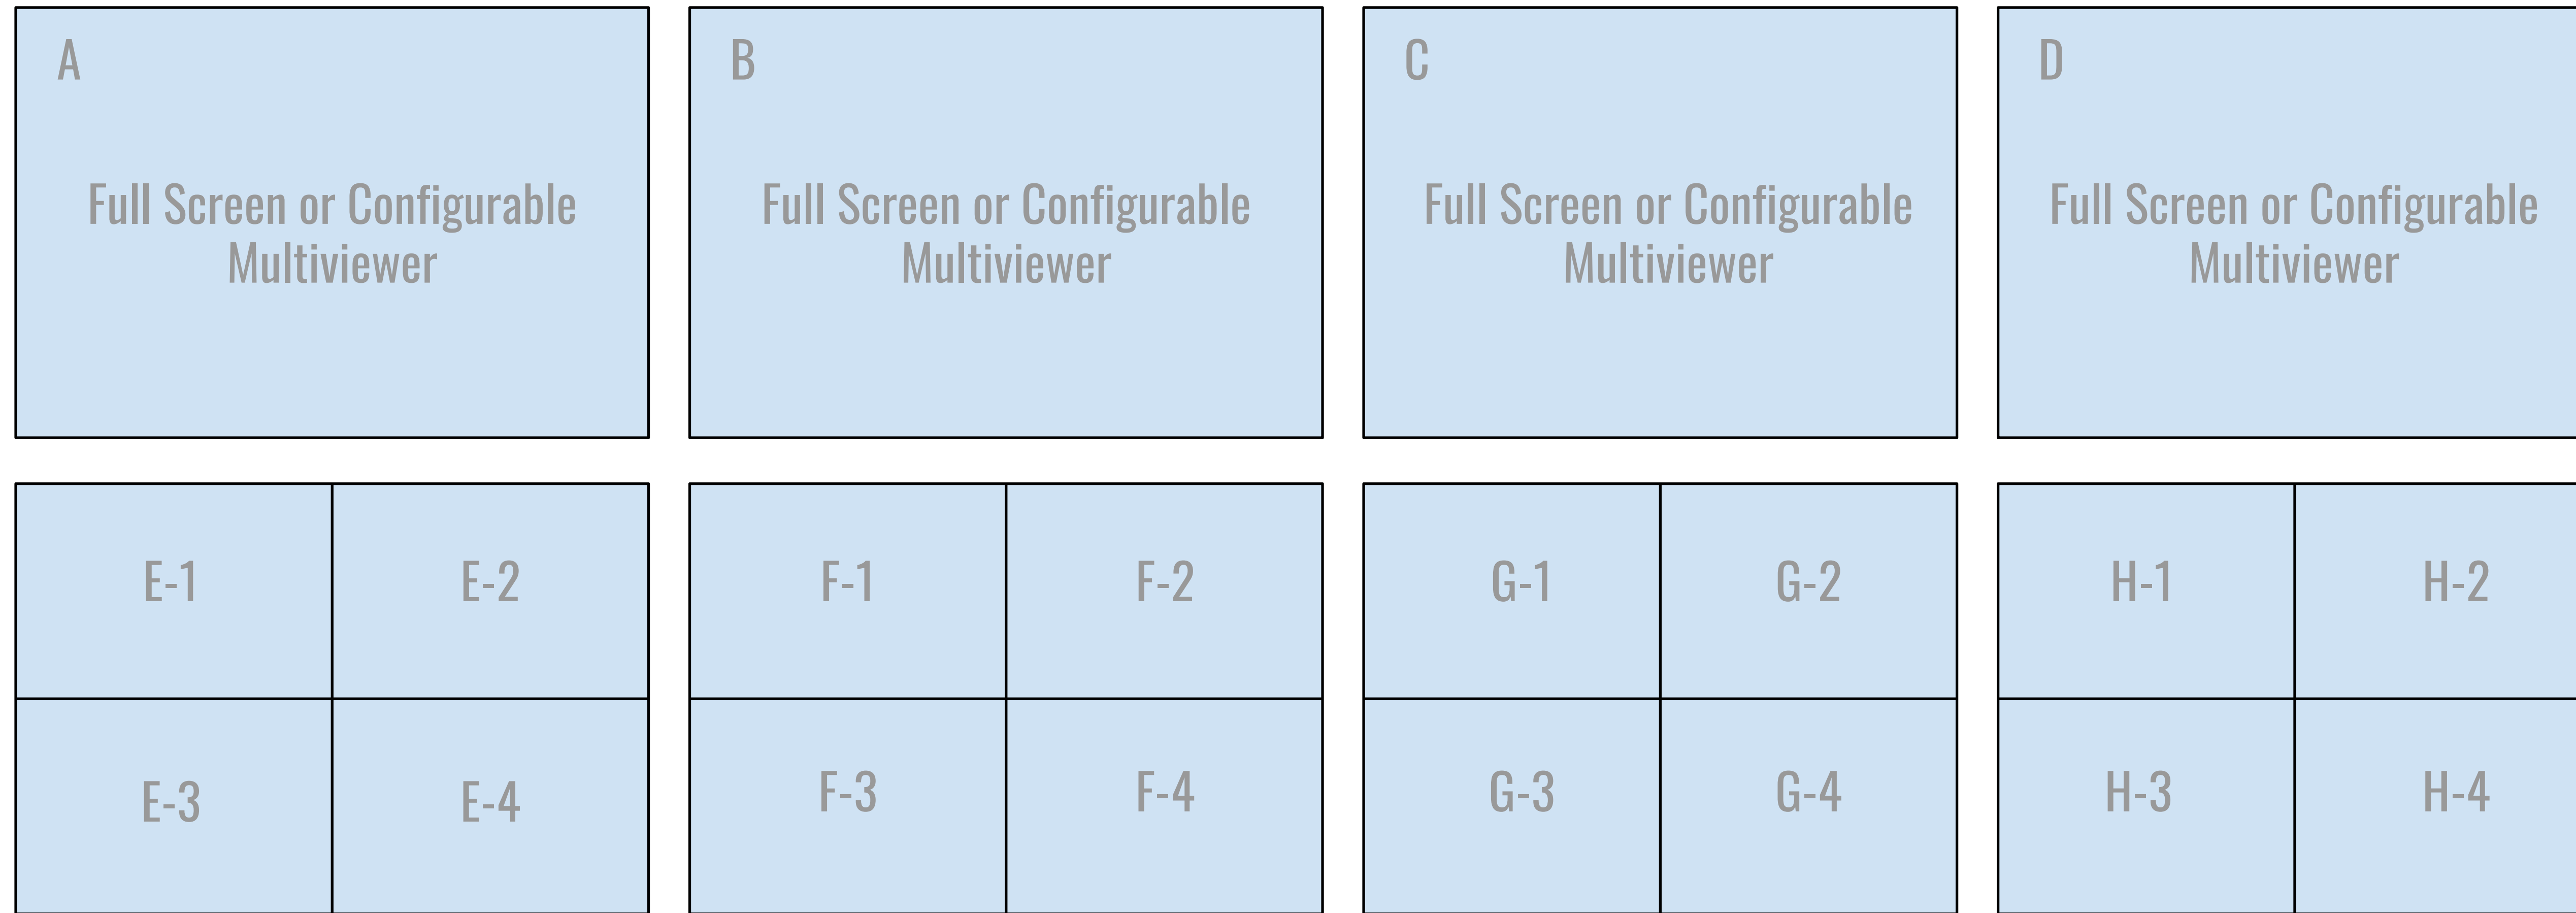 A
Full Screen or Configurable
Multiviewer
B
Full Screen or Configurable
Multiviewer
C
Full Screen or Configurable
Multiviewer
D
Full Screen or Configurable
Multiviewer
E-1
E-2
E-3
E-4
F-1
F-2
F-3
F-4
G-1
G-2
G-3
G-4
H-1
H-2
H-3
H-4